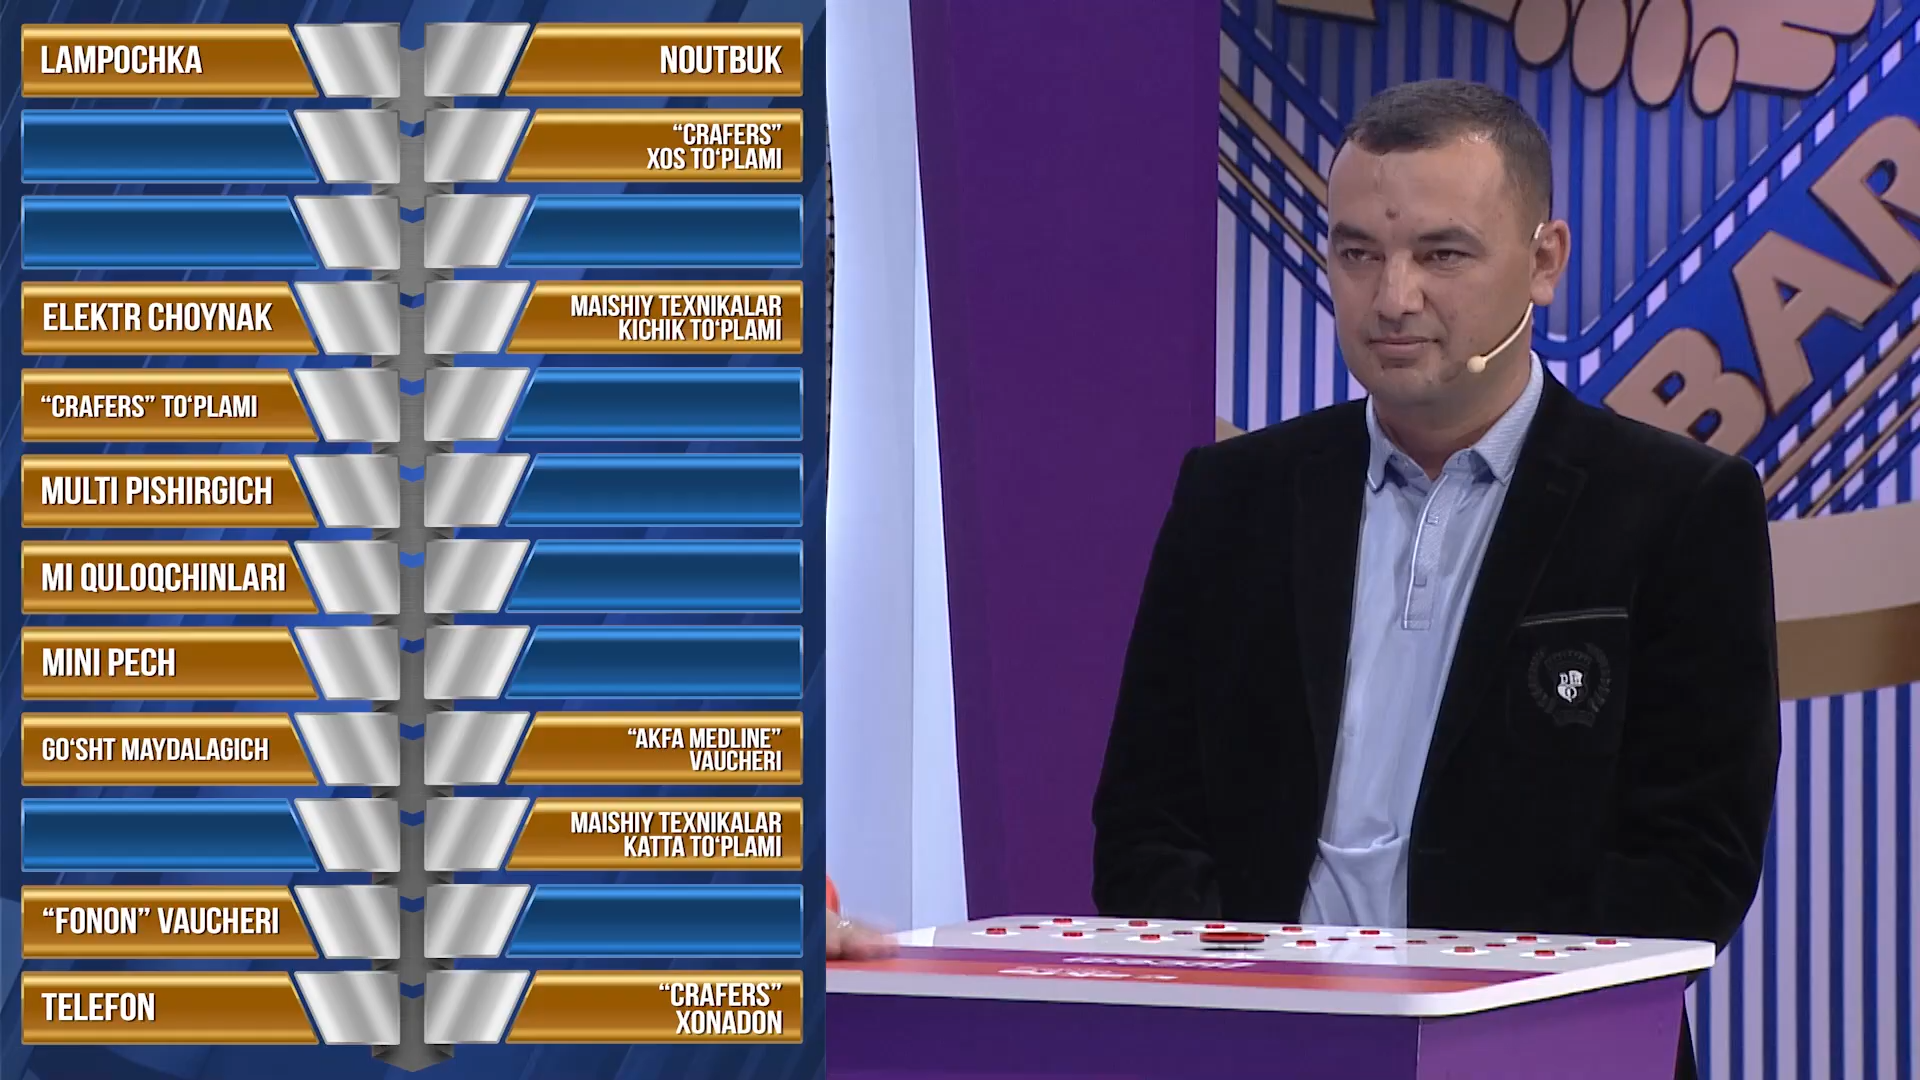 LAMPOCHKA
NOUTBUK
“CRAFERS”
XOS TO‘PLAMI
ELEKTR CHOYNAK
MAISHIY TEXNIKALAR
KICHIK TO‘PLAMI
“CRAFERS” TO‘PLAMI
MULTI PISHIRGICH
MI QULOQCHINLARI
MINI PECH
GO‘SHT MAYDALAGICH
“AKFA MEDLINE”
VAUCHERI
MAISHIY TEXNIKALAR
KATTA TO‘PLAMI
“FONON” VAUCHERI
TELEFON
“CRAFERS”
XONADON
BAR